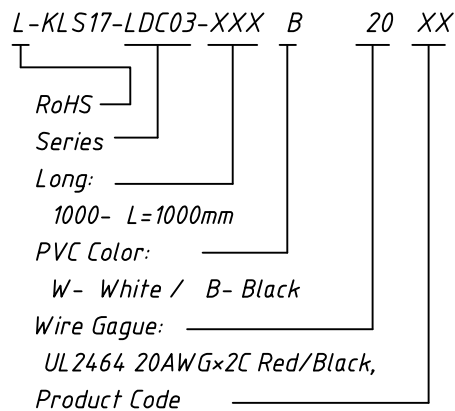 L-KLS17-LDC03-XXX B 20 XX
RoHS
Series
Long:
1000- L=1000mm
PVC Color:
W- White / B- Black
Wire Gague:
UL2464 20AWG×2C Red/Black,
Product Code